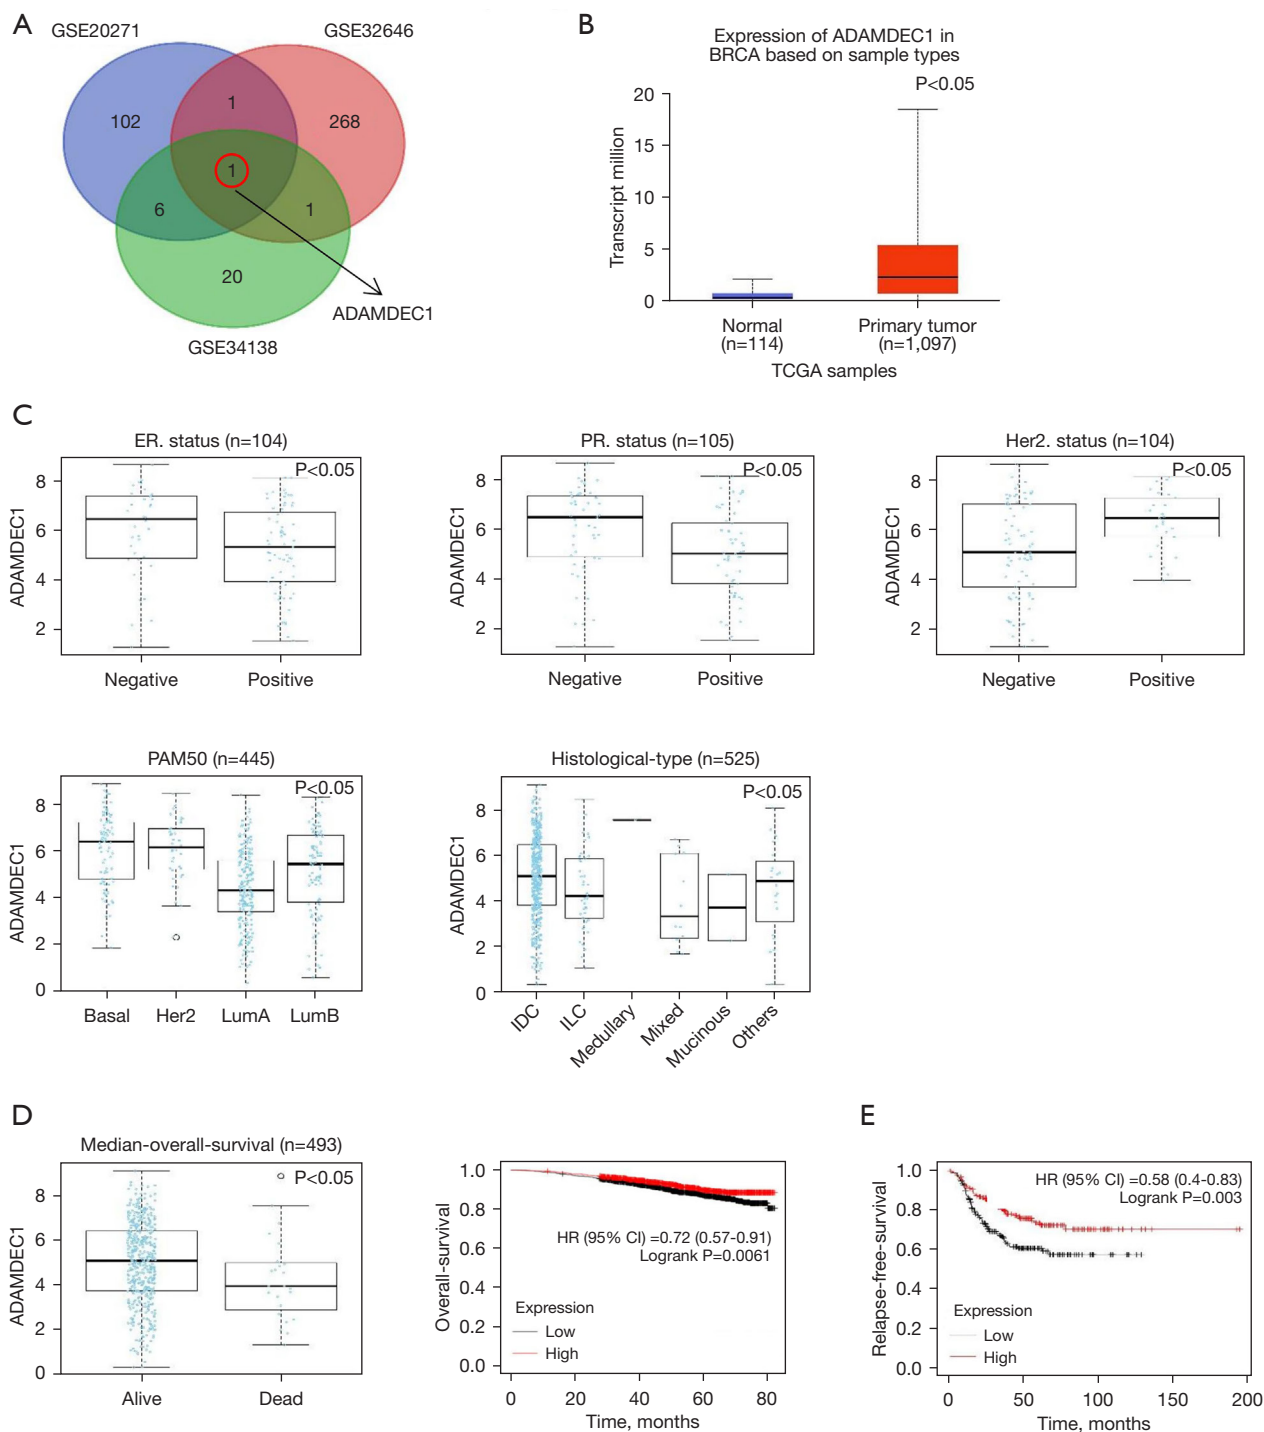 A
GSE20271
GSE32646
1
102
268
1
6
1
20
ADAMDEC1
GSE34138
B
Expression of ADAMDEC1 in
BRCA based on sample types
P<0.05
20
15
10
5
0
Transcript million
Normal
(n=114)
Primary tumor
(n=1,097)
TCGA samples
C
ER. status (n=104)
P<0.05
8
6
4
2
ADAMDEC1
Negative
Positive
PR. status (n=105)
P<0.05
8
6
4
2
ADAMDEC1
Negative
Positive
Her2. status (n=104)
P<0.05
8
6
4
2
ADAMDEC1
Negative
Positive
PAM50 (n=445)
P<0.05
8
6
4
2
0
ADAMDEC1
Basal
Her2
LumA
LumB
Histological-type (n=525)
P<0.05
8
6
4
2
0
ADAMDEC1
IDC
ILC
Medullary
Mixed
Mucinous
Others
D
Median-overall-survival (n=493)
P<0.05
8
6
4
2
0
ADAMDEC1
Alive
Dead
1.0
0.8
0.6
0.4
0.2
0.0
Overall-survival
HR (95% CI) =0.72 (0.57-0.91)
Logrank P=0.0061
Expression
Low
High
0
20
40
60
80
Time, months
E
1.0
0.8
0.6
0.4
0.2
0.0
Relapse-free-survival
HR (95% CI) =0.58 (0.4-0.83)
Logrank P=0.003
Expression
Low
High
0
50
100
150
200
Time, months